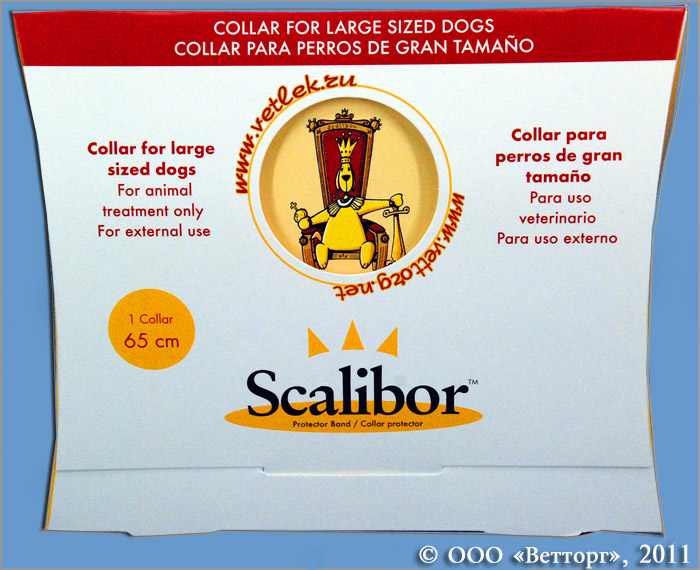 COLLAR FOR LARGE SIZED DOGS
COLLAR PARA PERROS DE GRAN TAMAÑO
www.vetlek.ru
Scalibor
Collar for large
sized dogs
For animal
treatment only
For external use
Collar para
perros de gran
tamaño
Para uso
veterinario
Para uso externo
www.vettorg.net
1 Collar
65 cm
Scalibor™
Protector Band / Collar protector
© ООО «Ветторг», 2011